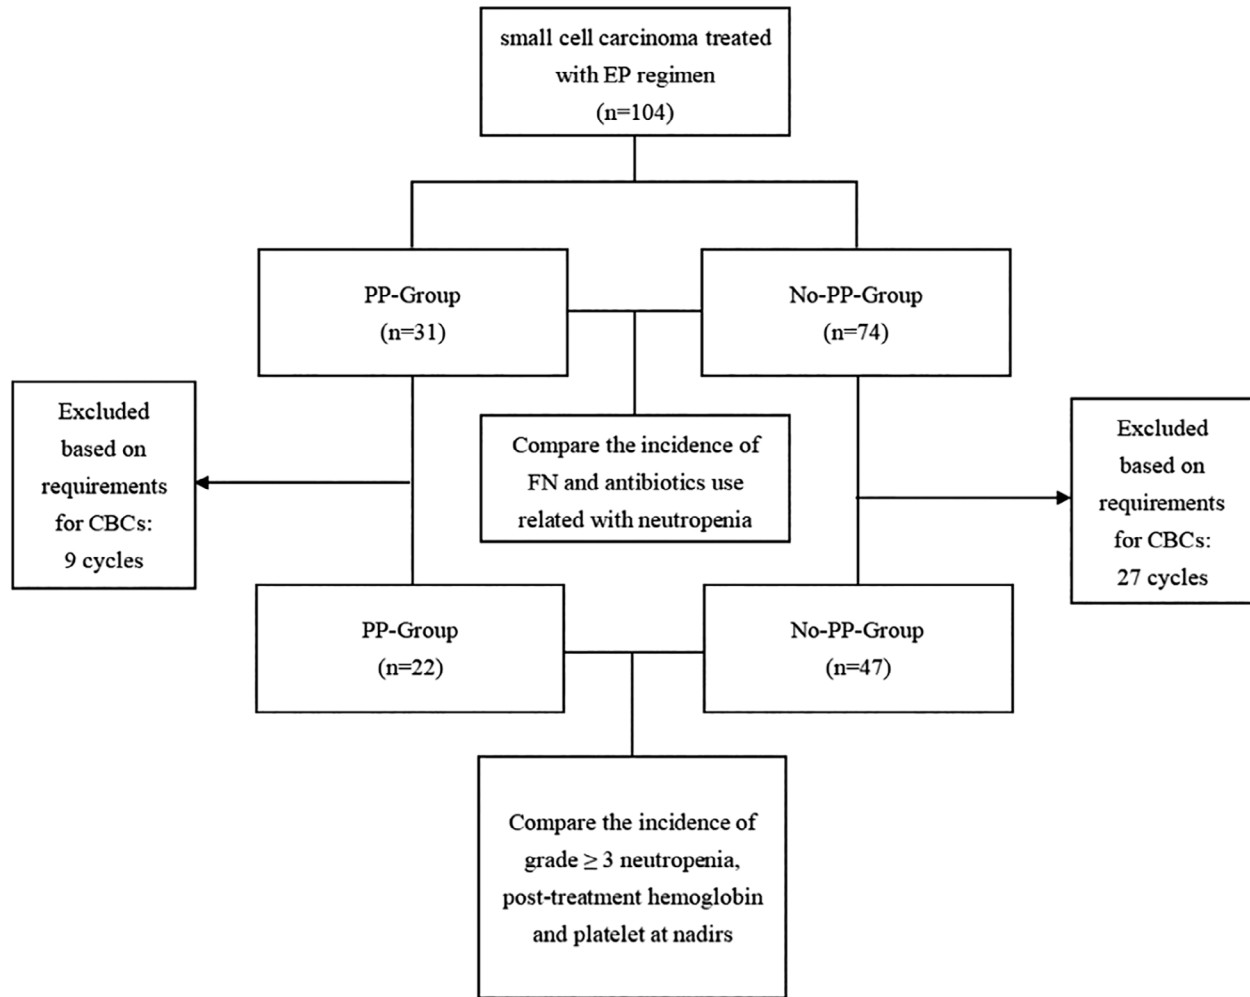 small cell carcinoma treated
with EP regimen
(n=104)
PP-Group
(n=31)
No-PP-Group
(n=74)
Excluded
based on
requirements
for CBCs:
9 cycles
Compare the incidence of
FN and antibiotics use
related with neutropenia
Excluded
based on
requirements
for CBCs:
27 cycles
PP-Group
(n=22)
No-PP-Group
(n=47)
Compare the incidence of
grade ≥ 3 neutropenia,
post-treatment hemoglobin
and platelet at nadirs